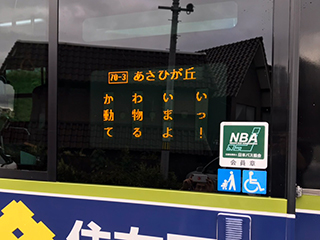 70-3 あさひが丘
かわいい
動物まっ
てるよ！
NBA
日本バス協会
会員章